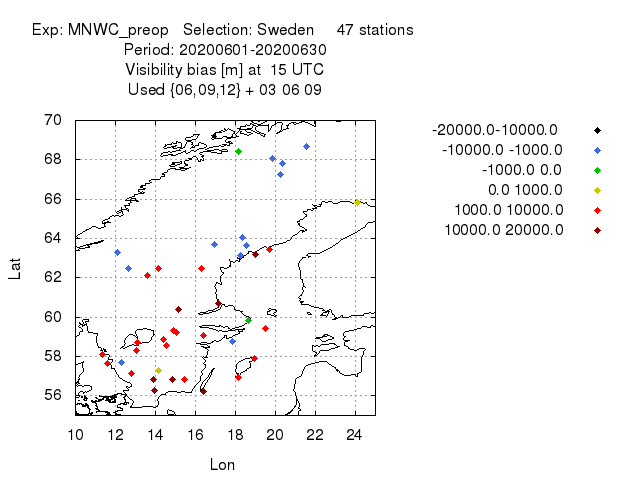 Exp: MNWC_preop   Selection: Sweden     47 stations
Period: 20200601-20200630
Visibility bias [m] at  15 UTC
Used {06,09,12} + 03 06 09
-20000.0-10000.0
-10000.0 -1000.0
-1000.0 0.0
0.0 1000.0
1000.0 10000.0
10000.0 20000.0
70
68
66
64
62
60
58
56
Lat
10 12 14 16 18 20 22 24
Lon